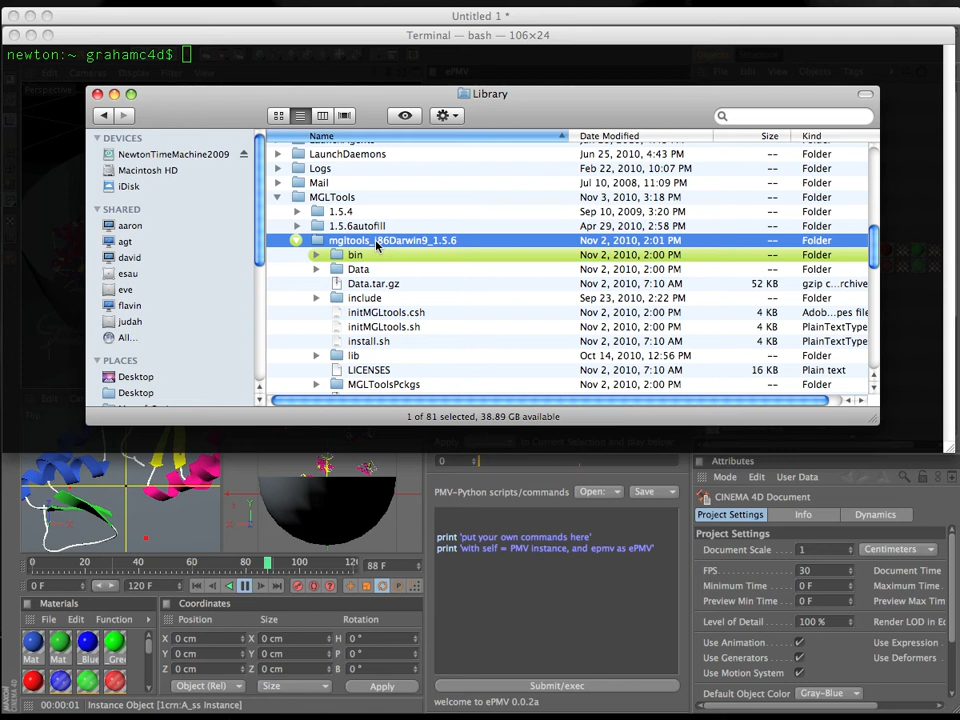 Untitled 1 *
Terminal — bash — 106×24
newton:~ grahamc4d$
Library
Name
Date Modified
Size
Kind
DEVICES
NewtonTimeMachine2009
Macintosh HD
iDisk
SHARED
aaron
agt
david
esau
eve
flavin
judah
All...
PLACES
Desktop
Desktop
LaunchDaemons Jun 25, 2010, 4:43 PM -- Folder
Logs Feb 22, 2010, 10:07 PM -- Folder
Mail Jul 10, 2008, 11:09 PM -- Folder
MGLTools Nov 3, 2010, 3:18 PM -- Folder
1.5.4 Sep 10, 2009, 3:20 PM -- Folder
1.5.6autofill Apr 29, 2010, 2:58 PM -- Folder
mgltools_i86Darwin9_1.5.6 Nov 2, 2010, 2:01 PM -- Folder
bin Nov 2, 2010, 2:00 PM -- Folder
Data Nov 2, 2010, 2:00 PM -- Folder
Data.tar.gz Nov 2, 2010, 7:10 AM 52 KB gzip c...rchive
include Sep 23, 2010, 2:22 PM -- Folder
initMGLtools.csh Nov 2, 2010, 2:00 PM 4 KB Adob...pes file
initMGLtools.sh Nov 2, 2010, 2:00 PM 4 KB PlainTextType
install.sh Nov 2, 2010, 7:10 AM 4 KB PlainTextType
lib Oct 14, 2010, 12:56 PM -- Folder
LICENSES Nov 2, 2010, 7:10 AM 16 KB Plain text
MGLToolsPckgs Nov 2, 2010, 2:00 PM -- Folder
1 of 81 selected, 38.89 GB available
0
PMV-Python scripts/commands Open: Save
print 'put your own commands here'
print 'with self = PMV instance, and epmv as ePMV'
Submit/exec
welcome to ePMV 0.0.2a
0 20 40 60 80 100 120
88 F
0 F
120 F
Materials
File Edit Function
Mat Mat _Blue _Gree
Coordinates
Position Size Rotation
X 0 cm X 0 cm H 0 °
Y 0 cm Y 0 cm P 0 °
Z 0 cm Z 0 cm B 0 °
Object (Rel) Size Apply
00:00:01 Instance Object [1crn:A_ss Instance]
MAXON CINEMA 4D
Attributes
Mode Edit User Data
CINEMA 4D Document
Project Settings Info Dynamics
Project Settings
Document Scale 1 Centimeters
FPS. 30 Document Time
Minimum Time 0 F Maximum Time
Preview Min Time 0 F Preview Max Tim
Level of Detail 100 % Render LOD in Ed
Use Animation Use Expression
Use Generators Use Deformers
Use Motion System
Default Object Color Gray-Blue